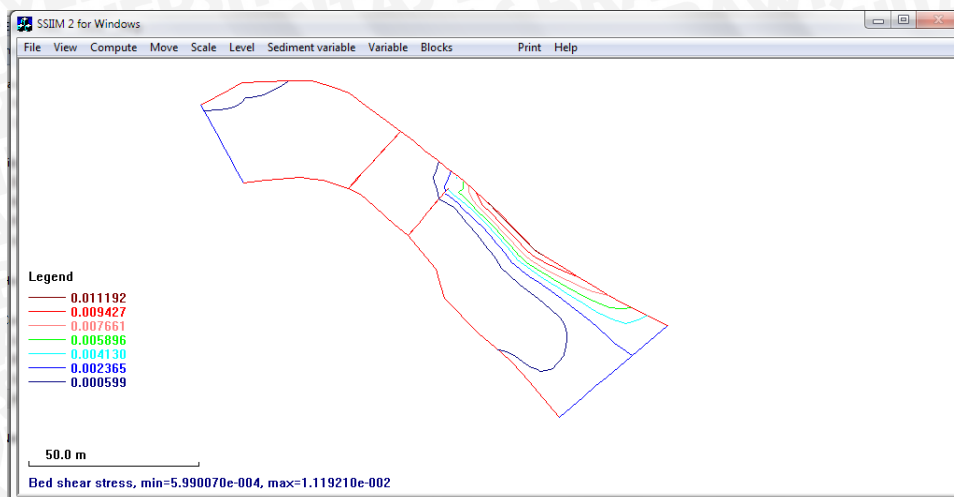 SSIIM 2 for Windows
File View Compute Move Scale Level Sediment variable Variable Blocks Print Help
Legend
0.011192
0.009427
0.007661
0.005896
0.004130
0.002365
0.000599
50.0 m
Bed shear stress, min=5.990070e-004, max=1.119210e-002